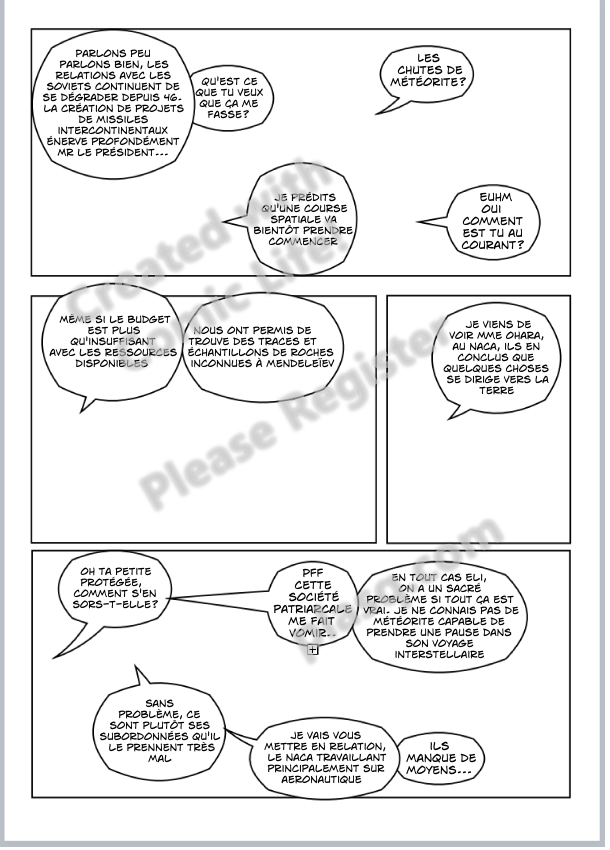 PARLONS PEU
PARLONS BIEN, LES
RELATIONS AVEC LES
SOVIETS CONTINUENT DE
SE DÉGRADER DEPUIS 46.
LA CRÉATION DE PROJETS
DE MISSILES
INTERCONTINENTAUX
ÉNERVE PROFONDÉMENT
MR LE PRÉSIDENT...
QU'EST CE
QUE TU VEUX
QUE ÇA ME
FASSE?
LES
CHUTES DE
MÉTÉORITE?
JE PRÉDITS
QU'UNE COURSE
SPATIALE VA
BIENTÔT PRENDRE
COMMENCER
EUHM
OUI
COMMENT
EST TU AU
COURANT?
MÊME SI LE BUDGET
EST PLUS
QU'INSUFFISANT
AVEC LES RESSOURCES
DISPONIBLES
NOUS ONT PERMIS DE
TROUVE DES TRACES ET
ÉCHANTILLONS DE ROCHES
INCONNUES À MENDELEÏEV
JE VIENS DE
VOIR MME OHARA,
AU NACA, ILS EN
CONCLUS QUE
QUELQUES CHOSES
SE DIRIGE VERS LA
TERRE
OH TA PETITE
PROTÉGÉE,
COMMENT S'EN
SORS-T-ELLE?
PFF
CETTE
SOCIÉTÉ
PATRIARCALE
ME FAIT
VOMIR..
EN TOUT CAS ELI,
ON A UN SACRÉ
PROBLÈME SI TOUT ÇA EST
VRAI. JE NE CONNAIS PAS DE
MÉTÉORITE CAPABLE DE
PRENDRE UNE PAUSE DANS
SON VOYAGE
INTERSTELLAIRE
SANS
PROBLÈME, CE
SONT PLUTÔT SES
SUBORDONNÉES QU'IL
LE PRENNENT TRÈS
MAL
JE VAIS VOUS
METTRE EN RELATION,
LE NACA TRAVAILLANT
PRINCIPALEMENT SUR
AERONAUTIQUE
ILS
MANQUE DE
MOYENS...
Created with
Comic Life!
Please Register